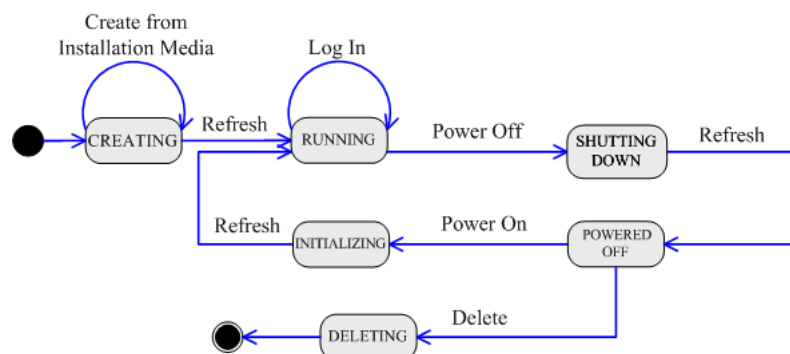 Create from
Installation Media
Log In
CREATING
Refresh
RUNNING
Power Off
SHUTTING
DOWN
Refresh
Refresh
INITIALIZING
Power On
POWERED
OFF
DELETING
Delete